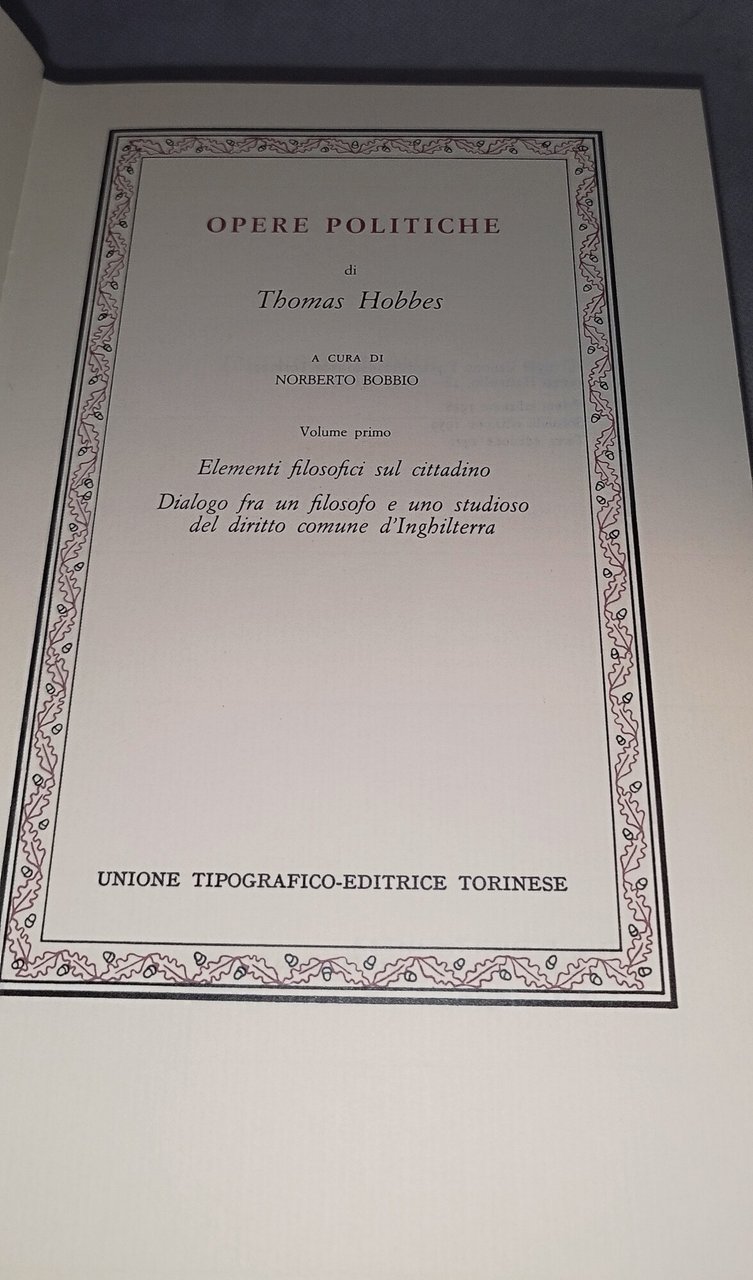 OPERE POLITICHE
di
Thomas Hobbes
A CURA DI
NORBERTO BOBBIO
Volume primo
Elementi filosofici sul cittadino
Dialogo fra un filosofo e uno studioso
del diritto comune d'Inghilterra
UNIONE TIPOGRAFICO-EDITRICE TORINESE